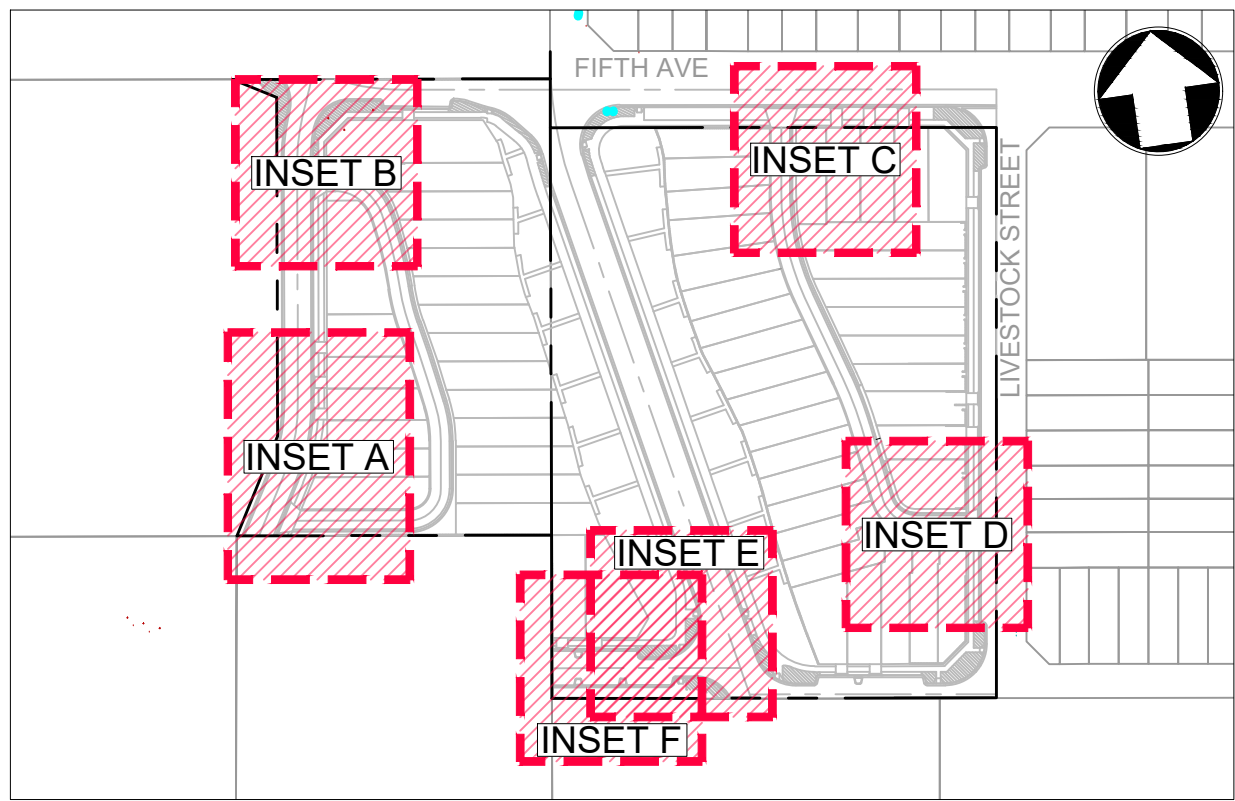 FIFTH AVE
INSET B
INSET C
LIVESTOCK STREET
INSET A
INSET D
INSET E
INSET F